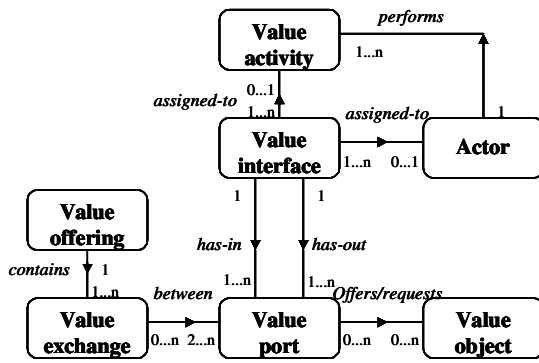 performs
Value
activity
1...n
0...1
assigned-to
1...n
assigned-to
1
Value
interface
1...n
0...1
Actor
1
1
Value
offering
has-in
has-out
contains
1
1...n
between
1...n
1...n
Offers/requests
Value
exchange
0...n
2...n
Value
port
0...n
0...n
Value
object